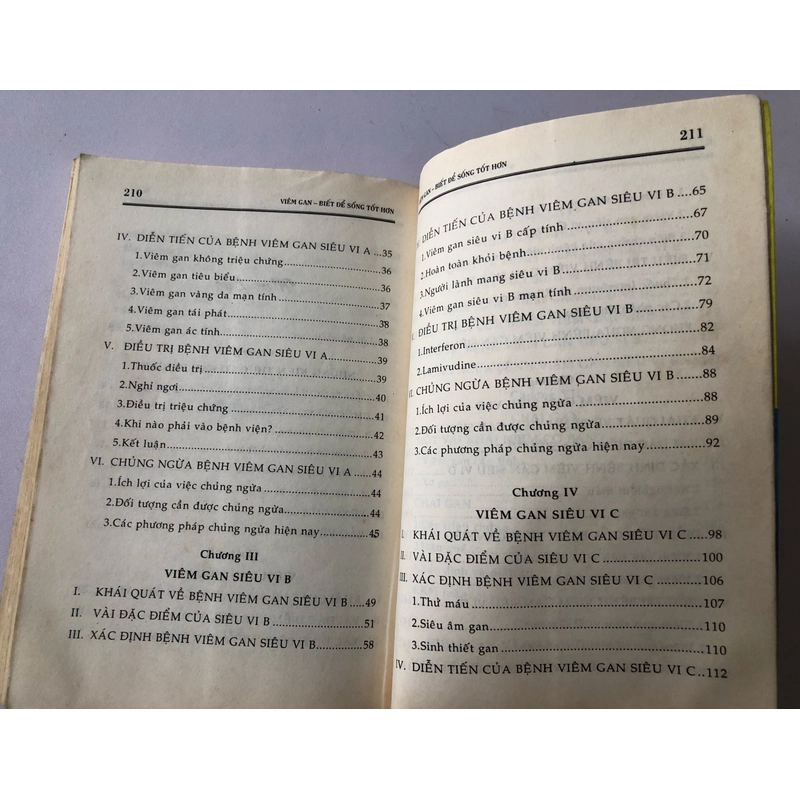 210
VIÊM GAN – BIẾT ĐỂ SỐNG TỐT HƠN
IV. DIỄN TIẾN CỦA BỆNH VIÊM GAN SIÊU VI A ....35
1.Viêm gan không triệu chứng....................36
2.Viêm gan tiêu biểu....................36
3.Viêm gan vàng da mạn tính....................37
4.Viêm gan tái phát....................38
5.Viêm gan ác tính....................38
V. ĐIỀU TRỊ BỆNH VIÊM GAN SIÊU VI A..........39
1.Thuốc điều trị....................39
2.Nghỉ ngơi....................40
3.Điều trị triệu chứng....................41
4.Khi nào phải vào bệnh viện?....................42
5.Kết luận....................43
VI. CHỦNG NGỪA BỆNH VIÊM GAN SIÊU VI A ....44
1.Ích lợi của việc chủng ngừa....................44
2.Đối tượng cần được chủng ngừa....................44
3.Các phương pháp chủng ngừa hiện nay..........45
Chương III
VIÊM GAN SIÊU VI B
I. KHÁI QUÁT VỀ BỆNH VIÊM GAN SIÊU VI B....49
II. VÀI ĐẶC ĐIỂM CỦA SIÊU VI B....................51
III. XÁC ĐỊNH BỆNH VIÊM GAN SIÊU VI B..........58
211
GAN – BIẾT ĐỂ SỐNG TỐT HƠN
DIỄN TIẾN CỦA BỆNH VIÊM GAN SIÊU VI B ....65
1.Viêm gan siêu vi B cấp tính....................67
2.Hoàn toàn khỏi bệnh....................70
3.Người lành mang siêu vi B....................71
4.Viêm gan siêu vi B mạn tính....................72
ĐIỀU TRỊ BỆNH VIÊM GAN SIÊU VI B..........79
1.Interferon....................82
2.Lamivudine....................84
CHỦNG NGỪA BỆNH VIÊM GAN SIÊU VI B....88
1.Ích lợi của việc chủng ngừa....................88
2.Đối tượng cần được chủng ngừa....................89
3.Các phương pháp chủng ngừa hiện nay..........92
Chương IV
VIÊM GAN SIÊU VI C
I. KHÁI QUÁT VỀ BỆNH VIÊM GAN SIÊU VI C....98
II. VÀI ĐẶC ĐIỂM CỦA SIÊU VI C....................100
III. XÁC ĐỊNH BỆNH VIÊM GAN SIÊU VI C........106
1.Thử máu....................107
2.Siêu âm gan....................110
3.Sinh thiết gan....................110
IV. DIỄN TIẾN CỦA BỆNH VIÊM GAN SIÊU VI C..112